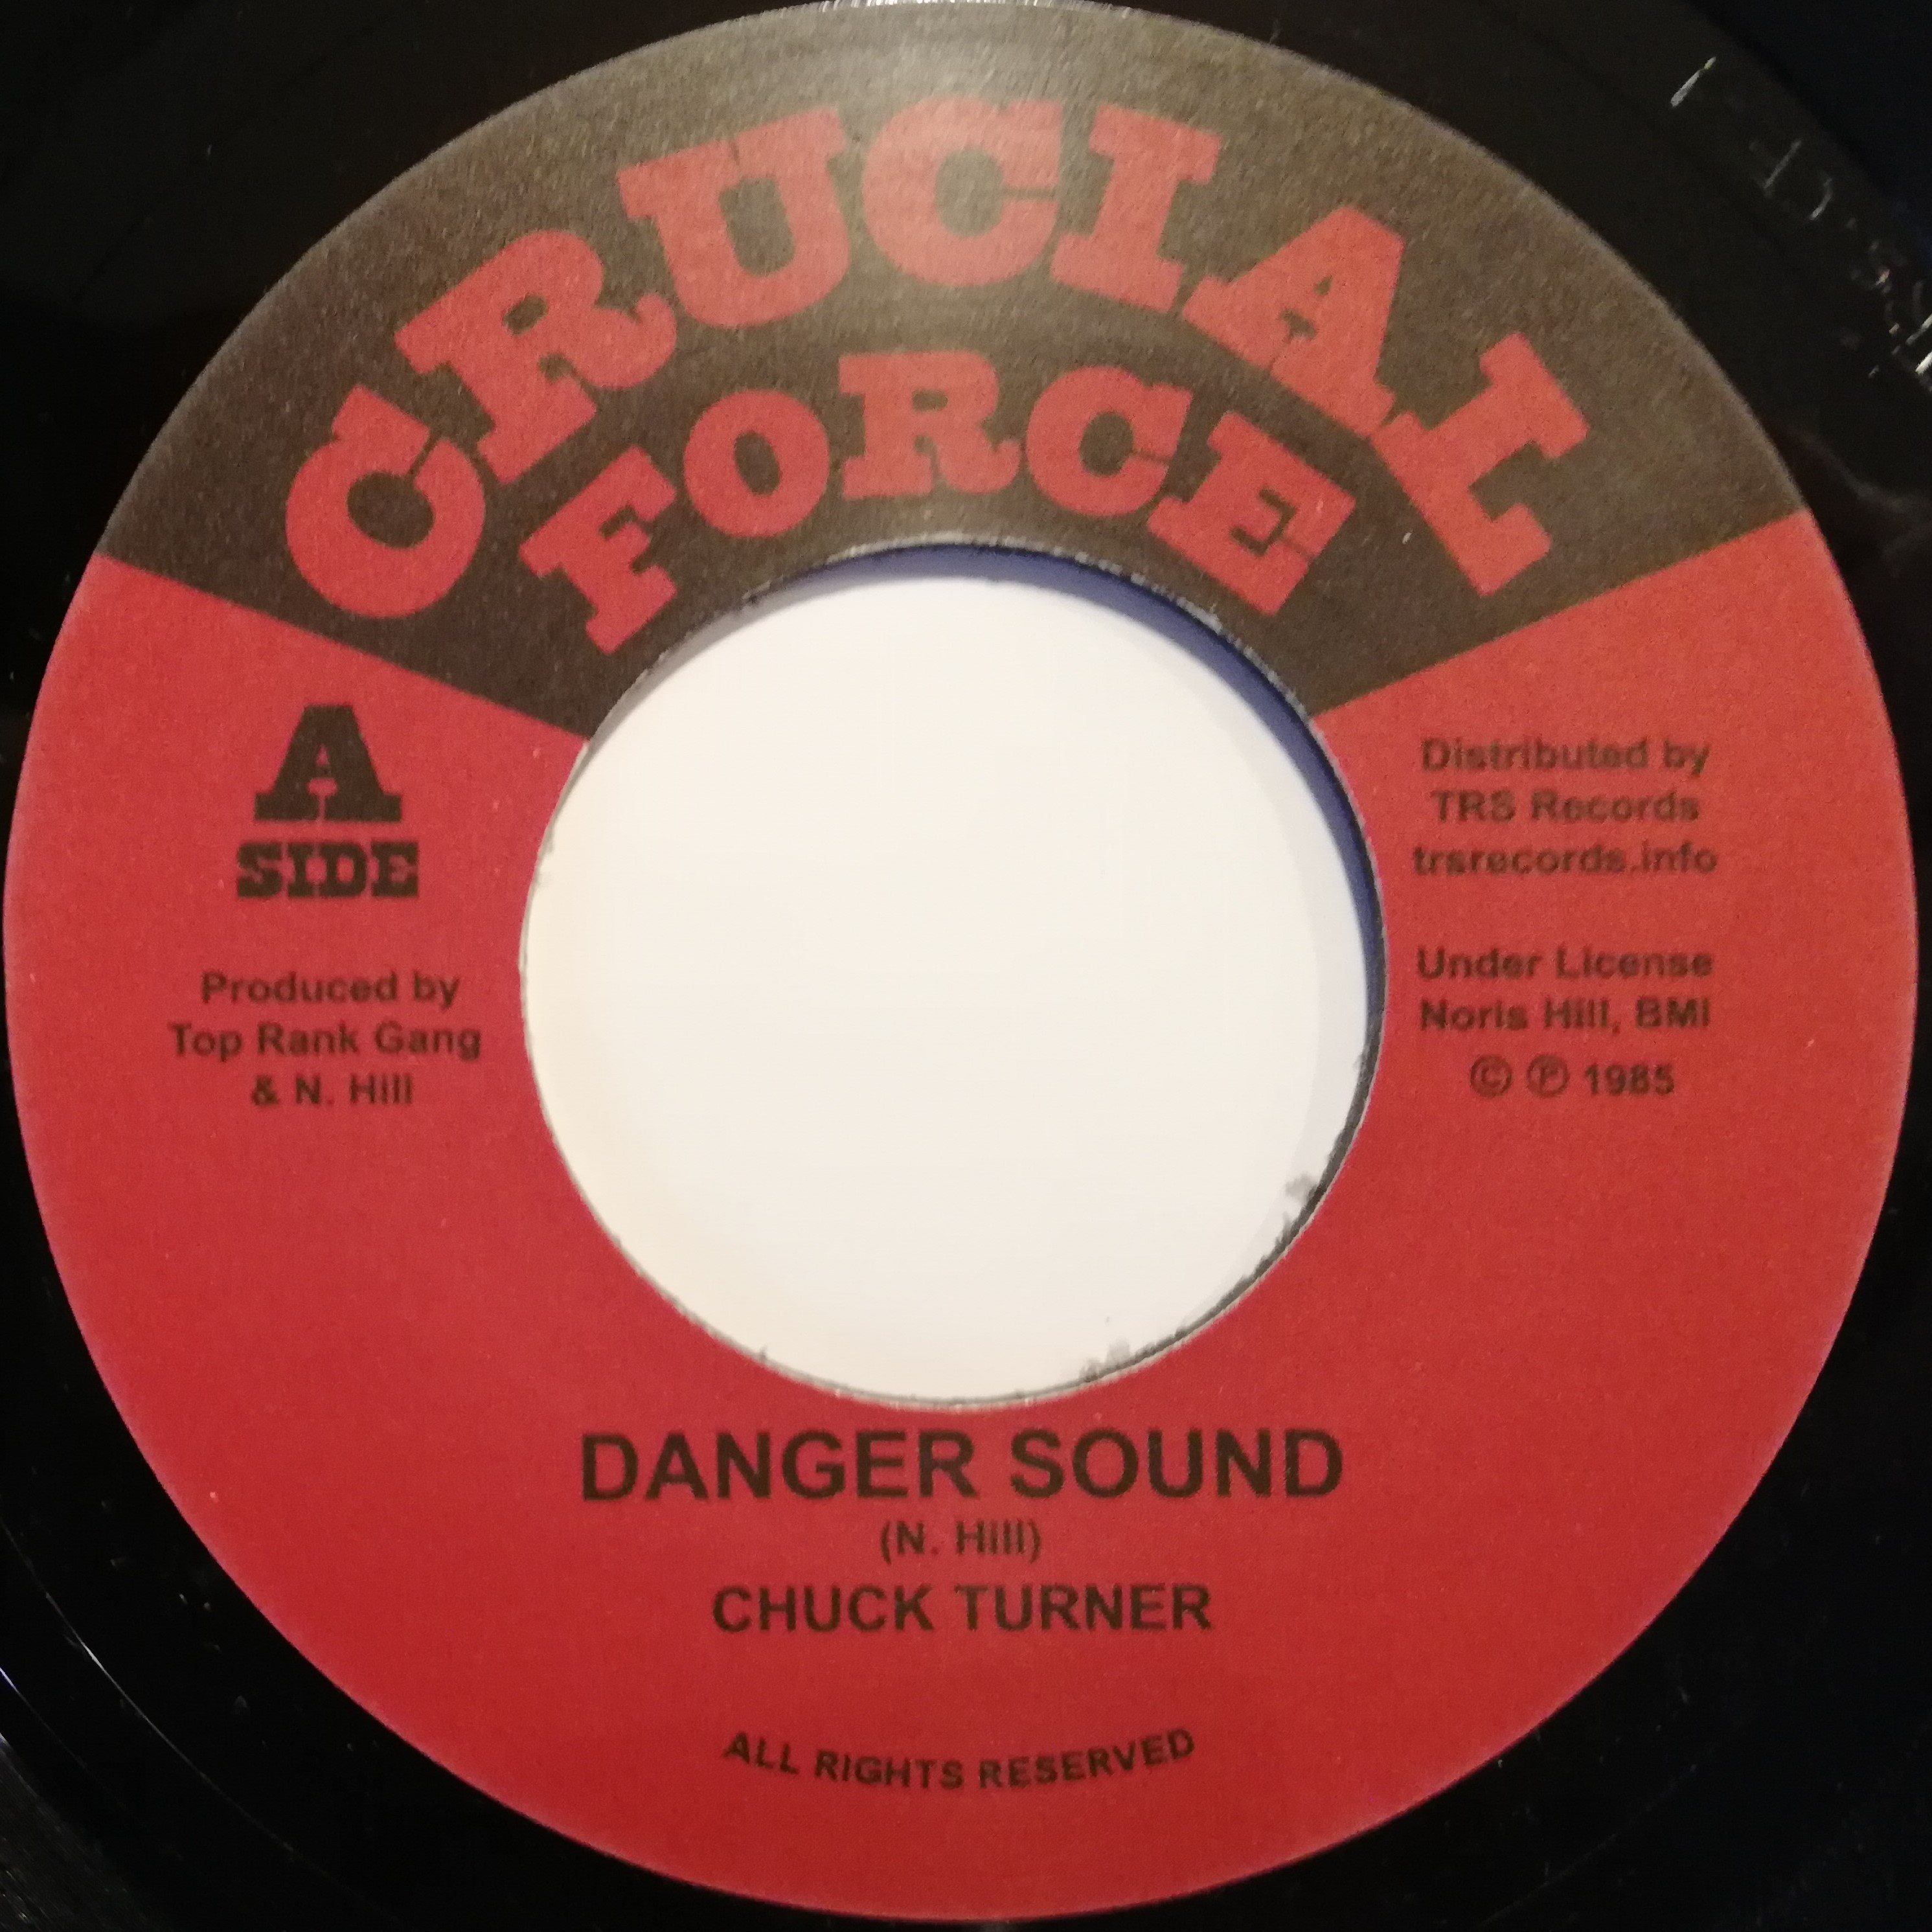 CRUCIAL
FORCE
A
SIDE
Produced by
Top Rank Gang
& N. Hill
Distributed by
TRS Records
trsrecords.info
Under License
Noris Hill, BMI
© ℗ 1985
DANGER SOUND
(N. Hill)
CHUCK TURNER
ALL RIGHTS RESERVED